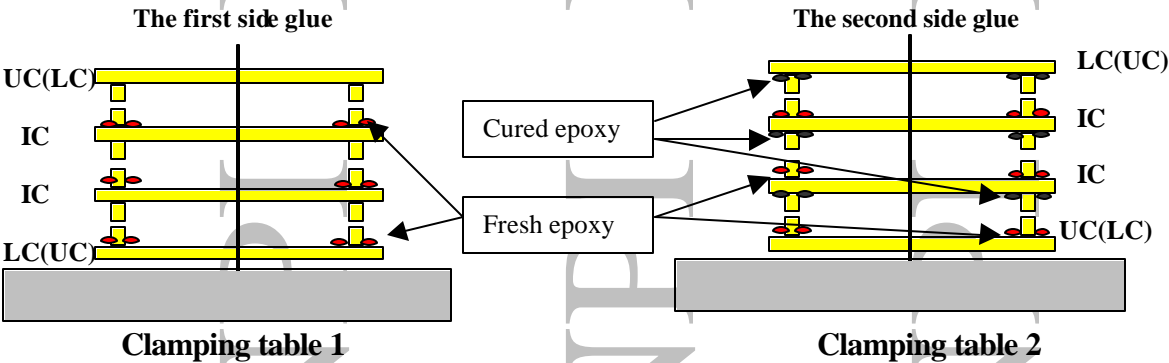 The first side glue
UC(LC)
IC
IC
LC(UC)
Clamping table 1
Cured epoxy
Fresh epoxy
The second side glue
LC(UC)
IC
IC
UC(LC)
Clamping table 2